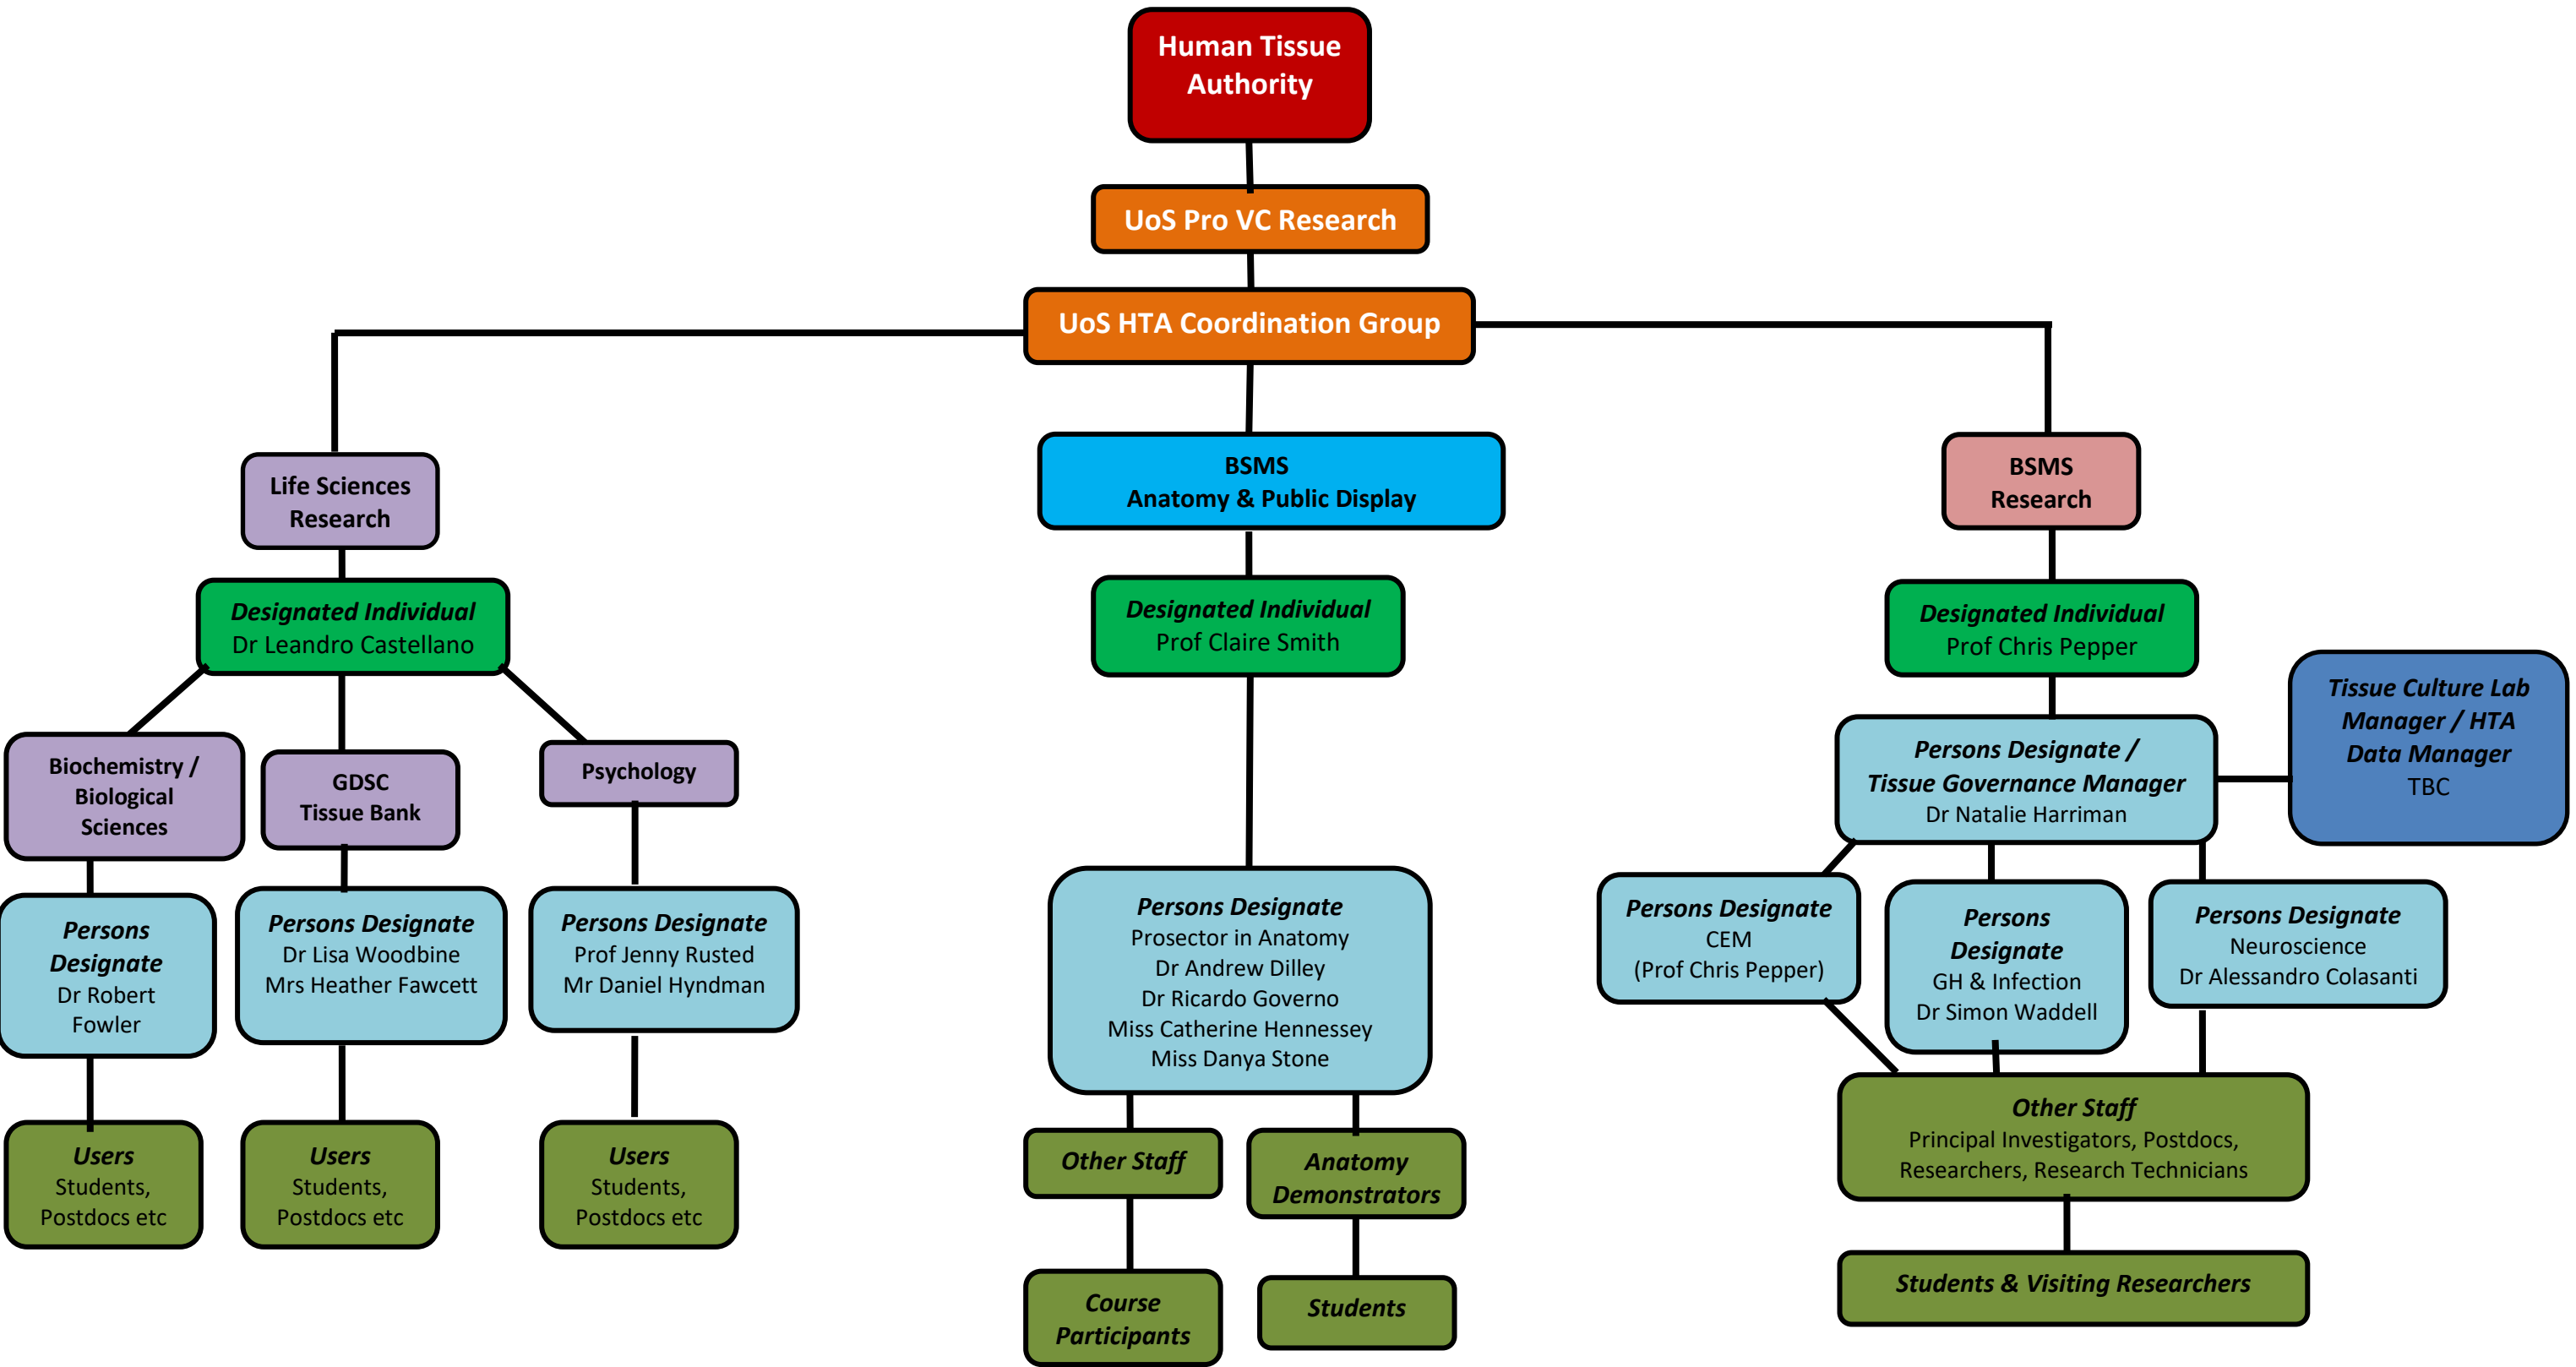 Human Tissue
Authority
UoS Pro VC Research
UoS HTA Coordination Group
Life Sciences
Research
BSMS
Anatomy & Public Display
BSMS
Research
Designated Individual
Dr Leandro Castellano
Designated Individual
Prof Claire Smith
Designated Individual
Prof Chris Pepper
Tissue Culture Lab
Manager / HTA
Data Manager
TBC
Biochemistry /
Biological
Sciences
GDSC
Tissue Bank
Psychology
Persons Designate /
Tissue Governance Manager
Dr Natalie Harriman
Persons
Designate
Dr Robert
Fowler
Persons Designate
Dr Lisa Woodbine
Mrs Heather Fawcett
Persons Designate
Prof Jenny Rusted
Mr Daniel Hyndman
Persons Designate
Prosector in Anatomy
Dr Andrew Dilley
Dr Ricardo Governo
Miss Catherine Hennessey
Miss Danya Stone
Persons Designate
CEM
(Prof Chris Pepper)
Persons
Designate
GH & Infection
Dr Simon Waddell
Persons Designate
Neuroscience
Dr Alessandro Colasanti
Users
Students,
Postdocs etc
Users
Students,
Postdocs etc
Users
Students,
Postdocs etc
Other Staff
Anatomy
Demonstrators
Other Staff
Principal Investigators, Postdocs,
Researchers, Research Technicians
Course
Participants
Students
Students & Visiting Researchers